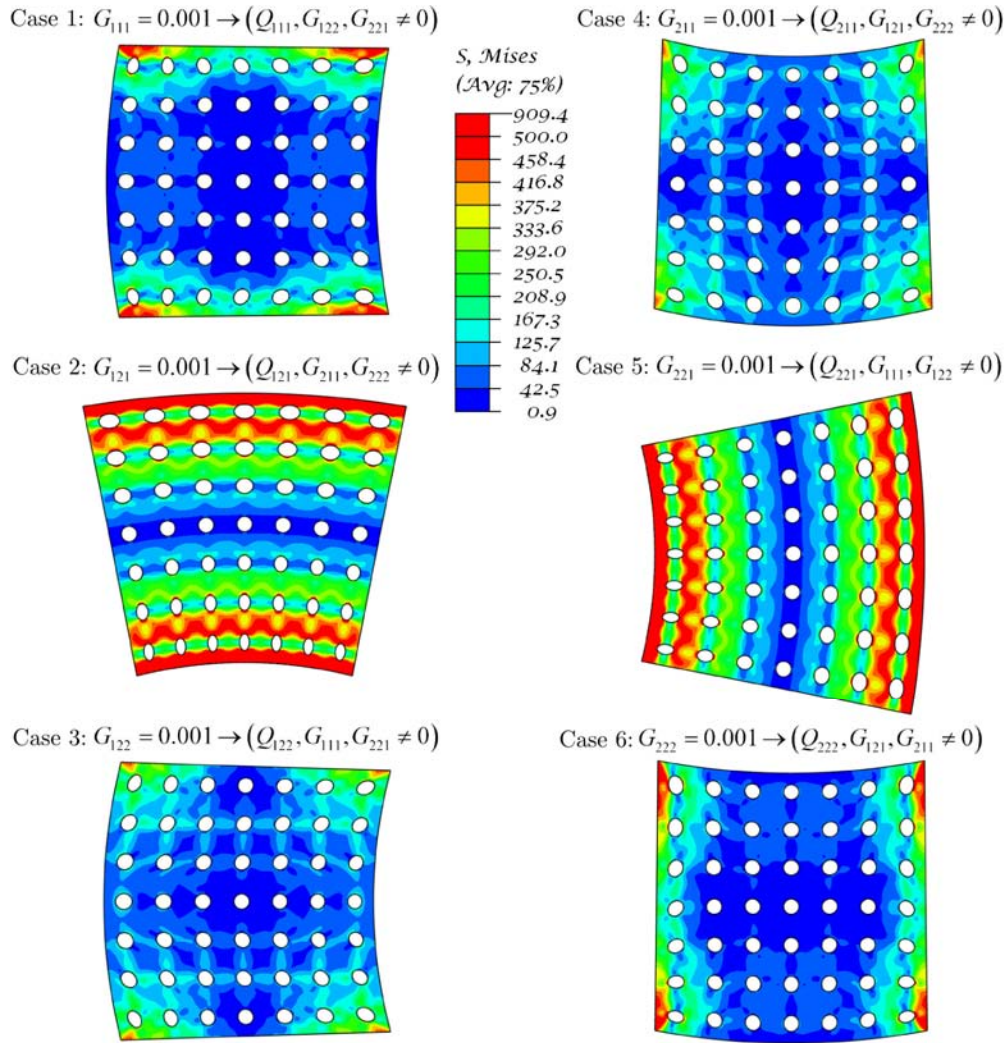 Case 1: G₁₁₁ = 0.001 → (Q₁₁₁, G₁₂₂, G₂₂₁ ≠ 0)
Case 4: G₂₁₁ = 0.001 → (Q₂₁₁, G₁₂₁, G₂₂₂ ≠ 0)
S, Mises
(Avg: 75%)
909.4
500.0
458.4
416.8
375.2
333.6
292.0
250.5
208.9
167.3
125.7
84.1
42.5
0.9
Case 2: G₁₂₁ = 0.001 → (Q₁₂₁, G₂₁₁, G₂₂₂ ≠ 0)
Case 5: G₂₂₁ = 0.001 → (Q₂₂₁, G₁₁₁, G₁₂₂ ≠ 0)
Case 3: G₁₂₂ = 0.001 → (Q₁₂₂, G₁₁₁, G₂₂₁ ≠ 0)
Case 6: G₂₂₂ = 0.001 → (Q₂₂₂, G₁₂₁, G₂₁₁ ≠ 0)